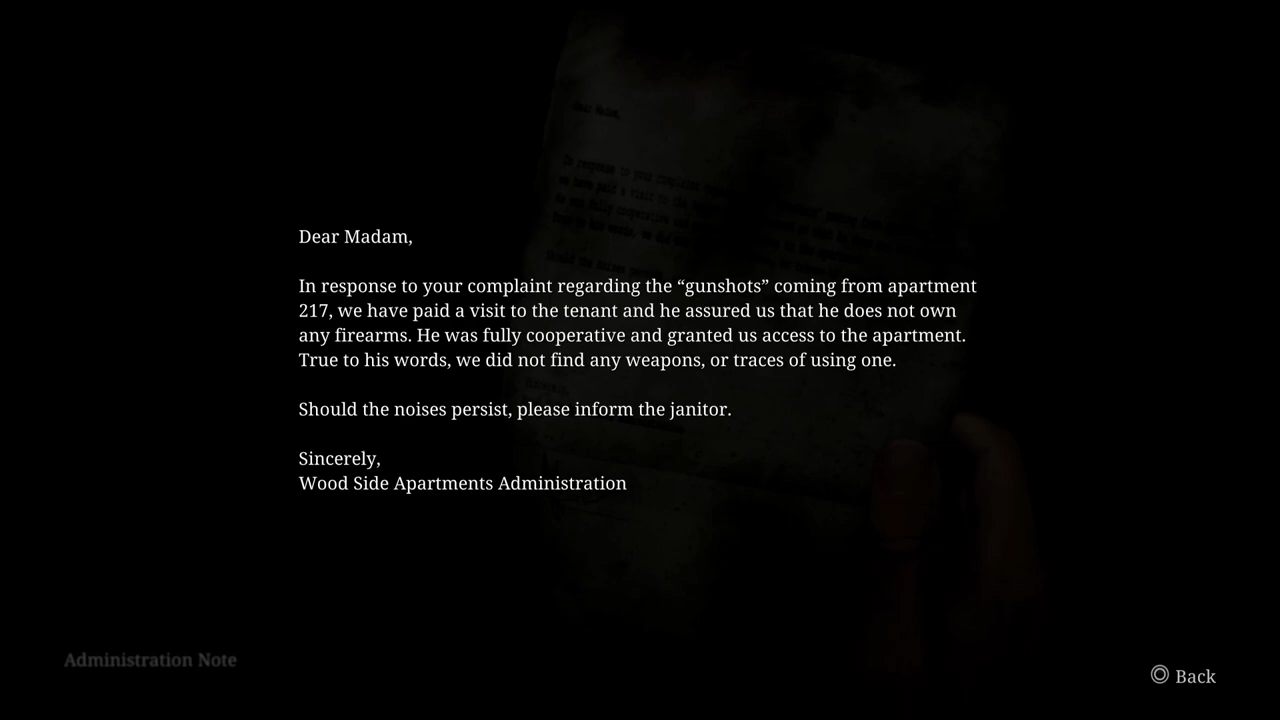 Dear Madam,
In response to your complaint regarding the “gunshots” coming from apartment
217, we have paid a visit to the tenant and he assured us that he does not own
any firearms. He was fully cooperative and granted us access to the apartment.
True to his words, we did not find any weapons, or traces of using one.
Should the noises persist, please inform the janitor.
Sincerely,
Wood Side Apartments Administration
Administration Note
Back